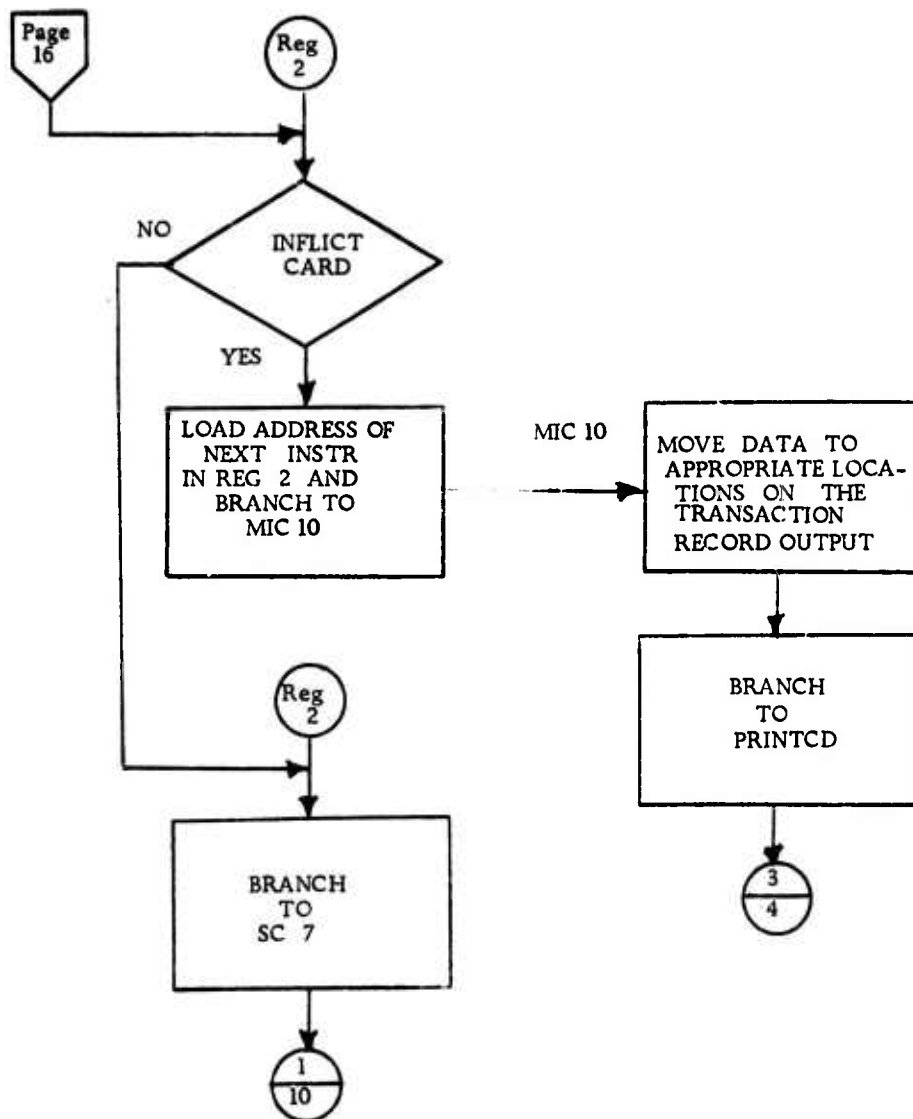 Page
16
Reg
2
NO
INFLICT
CARD
YES
LOAD ADDRESS OF
NEXT INSTR
IN REG 2 AND
BRANCH TO
MIC 10
MIC 10
MOVE DATA TO
APPROPRIATE LOCA-
TIONS ON THE
TRANSACTION
RECORD OUTPUT
BRANCH
TO
PRINTCD
3
4
Reg
2
BRANCH
TO
SC 7
1
10